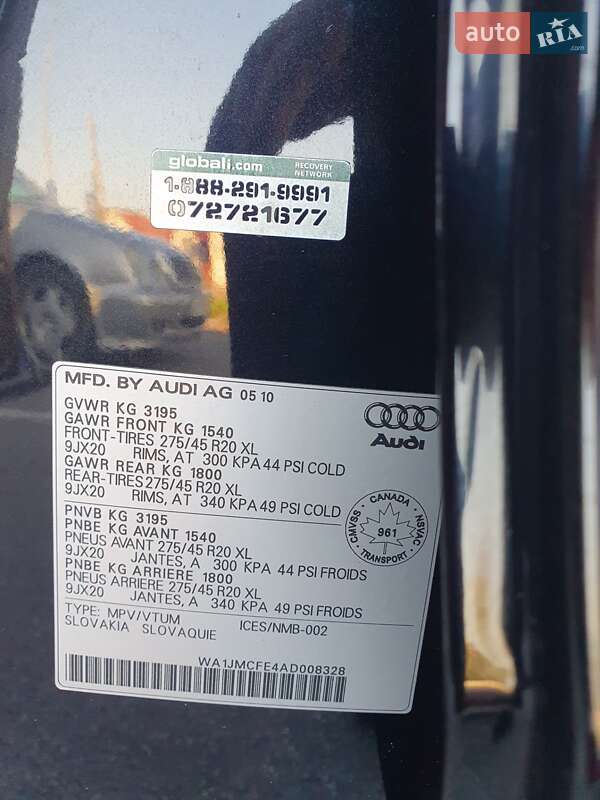 auto RIA.com
globali.com RECOVERY NETWORK
1-888-291-9991
072721677
MFD. BY AUDI AG 05 10
GVWR KG 3195
GAWR FRONT KG 1540
FRONT-TIRES 275/45 R20 XL
9JX20 RIMS, AT 300 KPA 44 PSI COLD
GAWR REAR KG 1800
REAR-TIRES 275/45 R20 XL
9JX20 RIMS, AT 340 KPA 49 PSI COLD
Audi
PNVB KG 3195
PNBE KG AVANT 1540
PNEUS AVANT 275/45 R20 XL
9JX20 JANTES, A 300 KPA 44 PSI FROIDS
PNBE KG ARRIERE 1800
PNEUS ARRIERE 275/45 R20 XL
9JX20 JANTES, A 340 KPA 49 PSI FROIDS
CANADA
CMVSS 961 NSVAC
TRANSPORT
TYPE: MPV/VTUM ICES/NMB-002
SLOVAKIA SLOVAQUIE
WA1JMCFE4AD008328